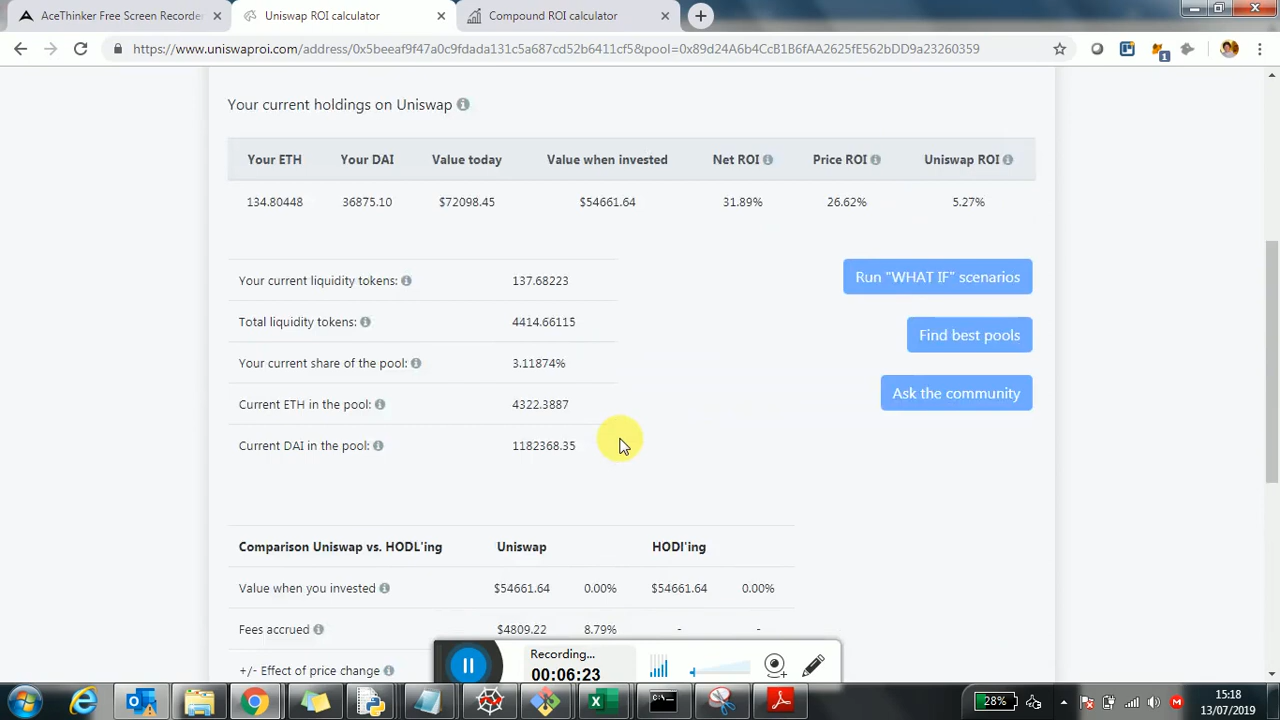 AceThinker Free Screen Recorder
Uniswap ROI calculator
Compound ROI calculator
https://www.uniswaproi.com/address/0x5beeaf9f47a0c9fdaca131c5a687cd52b6411cf5&pool=0x89d24A6b4CcB1B6fAA2625fE562bDD9a23260359
1
Your current holdings on Uniswap
Your ETH Your DAI Value today Value when invested Net ROI Price ROI Uniswap ROI
134.80448 36875.10 $72098.45 $54661.64 31.89% 26.62% 5.27%
Your current liquidity tokens: 137.68223
Run "WHAT IF" scenarios
Total liquidity tokens: 4414.66115
Find best pools
Your current share of the pool: 3.11874%
Ask the community
Current ETH in the pool: 4322.3887
Current DAI in the pool: 1182368.35
Comparison Uniswap vs. HODL'ing Uniswap HODl'ing
Value when you invested $54661.64 0.00% $54661.64 0.00%
Fees accrued $4809.22 8.79% - -
+/- Effect of price change
Recording...
00:06:23
28%
15:18
13/07/2019